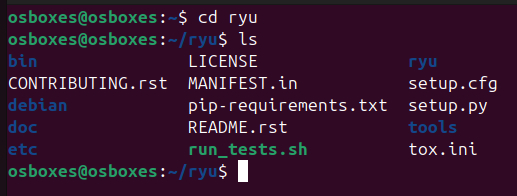 osboxes@osboxes:~$ cd ryu
osboxes@osboxes:~/ryu$ ls
bin LICENSE ryu
CONTRIBUTING.rst MANIFEST.in setup.cfg
debian pip-requirements.txt setup.py
doc README.rst tools
etc run_tests.sh tox.ini
osboxes@osboxes:~/ryu$